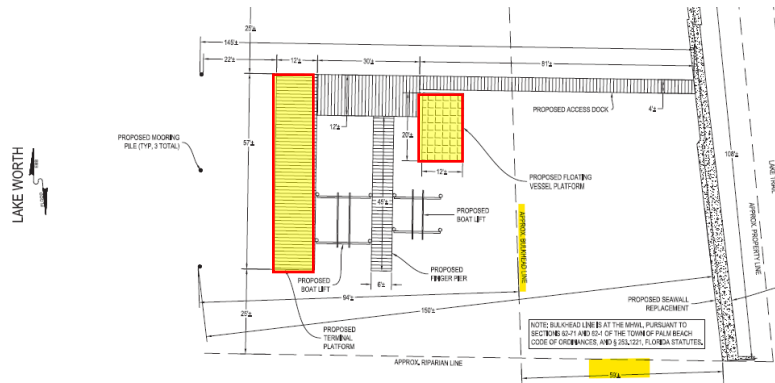 25'±
145'±
22'±
12'±
30'±
81'±
4'±
PROPOSED ACCESS DOCK
12'±
20'±
PROPOSED MOORING
PILE (TYP, 3 TOTAL)
57'±
108'±
LAKE WORTH
EBB
FLOOD
12'±
PROPOSED FLOATING
VESSEL PLATFORM
45'±
PROPOSED
BOAT LIFT
APPROX. BULKHEAD LINE
APPROX. PROPERTY LINE
PROPOSED
BOAT LIFT
6'±
PROPOSED
FINGER PIER
94'±
150'±
PROPOSED SEAWALL
REPLACEMENT
25'±
PROPOSED
TERMINAL
PLATFORM
NOTE: BULKHEAD LINE IS AT THE MHWL, PURSUANT TO
SECTIONS 62-71 AND 62-1 OF THE TOWN OF PALM BEACH
CODE OF ORDINANCES, AND § 253.1221, FLORIDA STATUTES.
APPROX. RIPARIAN LINE
59'±